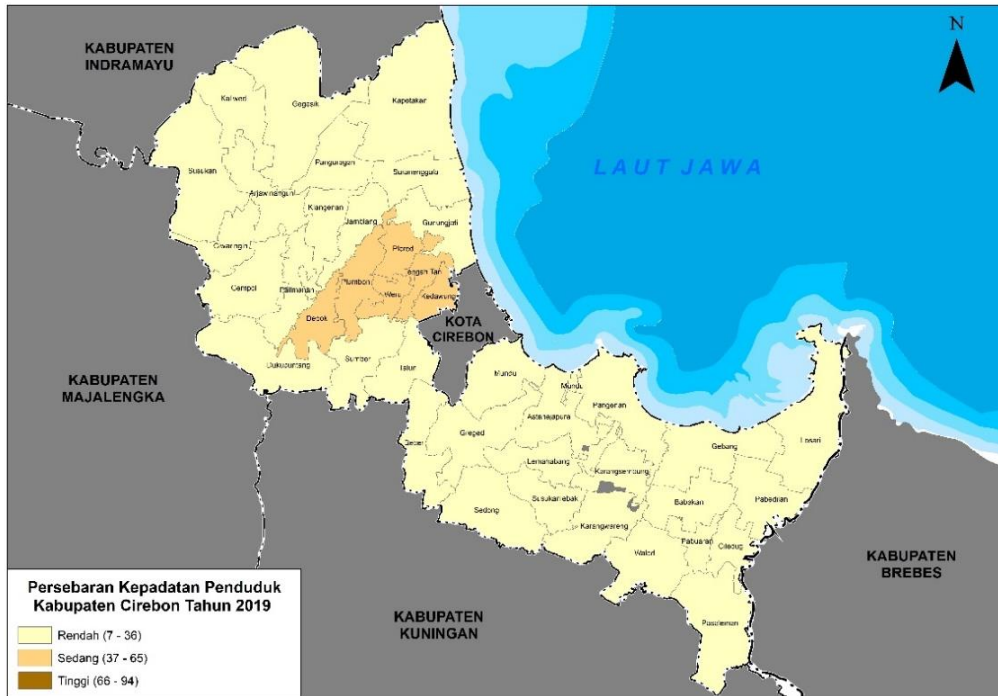 KABUPATEN
INDRAMAYU
N
Kaliwedi
Gegesik
Kapetakan
LAUT JAWA
Susukan
Panguragan
Suranenggala
Arjawinangun
Klangenan
Jamblang
Gunungjati
Ciwaringin
Plered
Tengah Tani
Gempol
Palimanan
Plumbon
Weru
Kedawung
Depok
KOTA
CIREBON
Dukupuntang
Sumber
Talun
KABUPATEN
MAJALENGKA
Mundu
Mundu
Pangenan
Astanajapura
Beber
Greged
Gebang
Losari
Lemahabang
Karangsembung
Susukanlebak
Babakan
Pabedilan
Sedong
Karangwareng
Waled
Pabuaran
Ciledug
KABUPATEN
BREBES
Pasaleman
KABUPATEN
KUNINGAN
Persebaran Kepadatan Penduduk
Kabupaten Cirebon Tahun 2019
Rendah (7 - 36)
Sedang (37 - 65)
Tinggi (66 - 94)